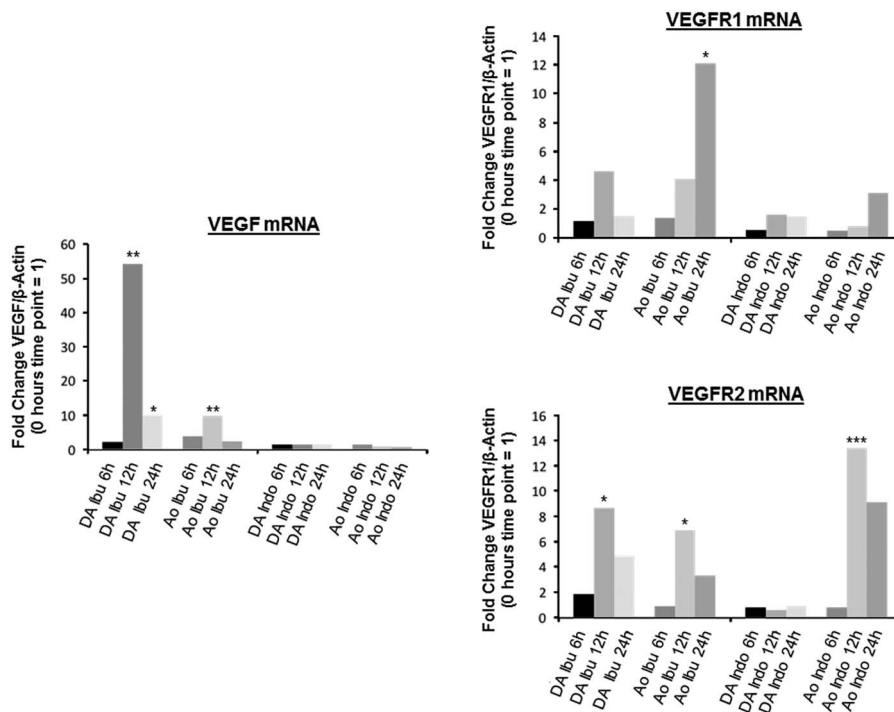 VEGF mRNA
Fold Change VEGF/β-Actin
(0 hours time point = 1)
60
50
40
30
20
10
0
**
*
**
DA Ibu 6h
DA Ibu 12h
DA Ibu 24h
Ao Ibu 6h
Ao Ibu 12h
Ao Ibu 24h
DA Indo 6h
DA Indo 12h
DA Indo 24h
Ao Indo 6h
Ao Indo 12h
Ao Indo 24h
VEGFR1 mRNA
Fold Change VEGFR1/β-Actin
(0 hours time point = 1)
14
12
10
8
6
4
2
0
*
DA Ibu 6h
DA Ibu 12h
DA Ibu 24h
Ao Ibu 6h
Ao Ibu 12h
Ao Ibu 24h
DA Indo 6h
DA Indo 12h
DA Indo 24h
Ao Indo 6h
Ao Indo 12h
Ao Indo 24h
VEGFR2 mRNA
Fold Change VEGFR1/β-Actin
(0 hours time point = 1)
16
14
12
10
8
6
4
2
0
*
*
***
DA Ibu 6h
DA Ibu 12h
DA Ibu 24h
Ao Ibu 6h
Ao Ibu 12h
Ao Ibu 24h
DA Indo 6h
DA Indo 12h
DA Indo 24h
Ao Indo 6h
Ao Indo 12h
Ao Indo 24h